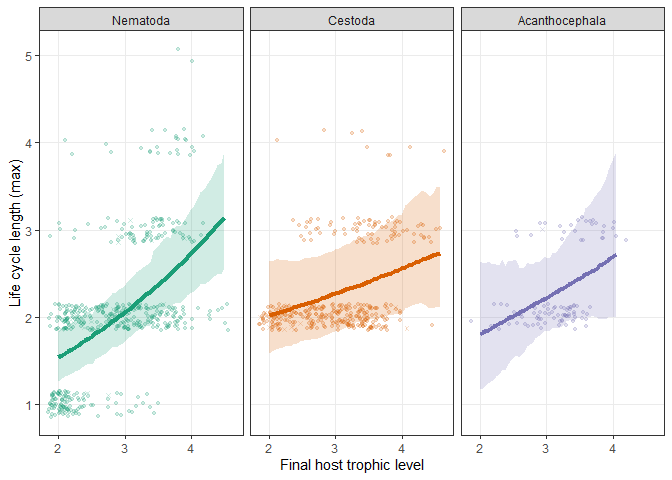 Nematoda
Cestoda
Acanthocephala
Life cycle length (max)
5
4
3
2
1
2 3 4
2 3 4
2 3 4
Final host trophic level